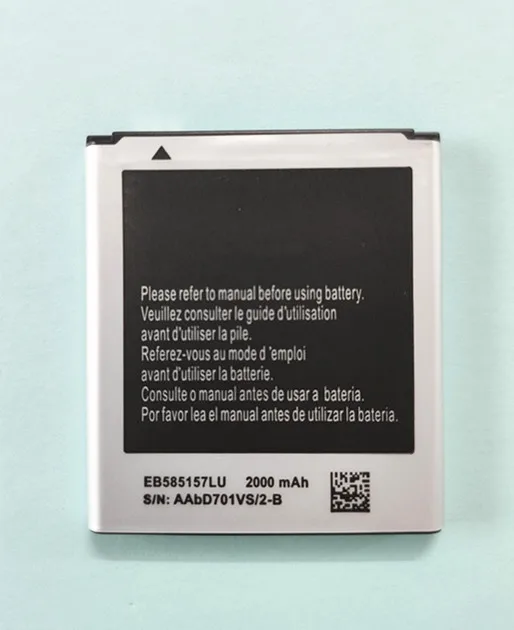 Please refer to manual before using battery.
Veuillez consulter le guide d'utilisation
avant d'utiliser la pile.
Referez-vous au mode d 'emploi
avant d'utiliser la batterie.
Consulte o manual antes de usar a bateria.
Por favor lea el manual antes de utilizar la bateria.
EB585157LU 2000 mAh
S/N: AAbD701VS/2-B